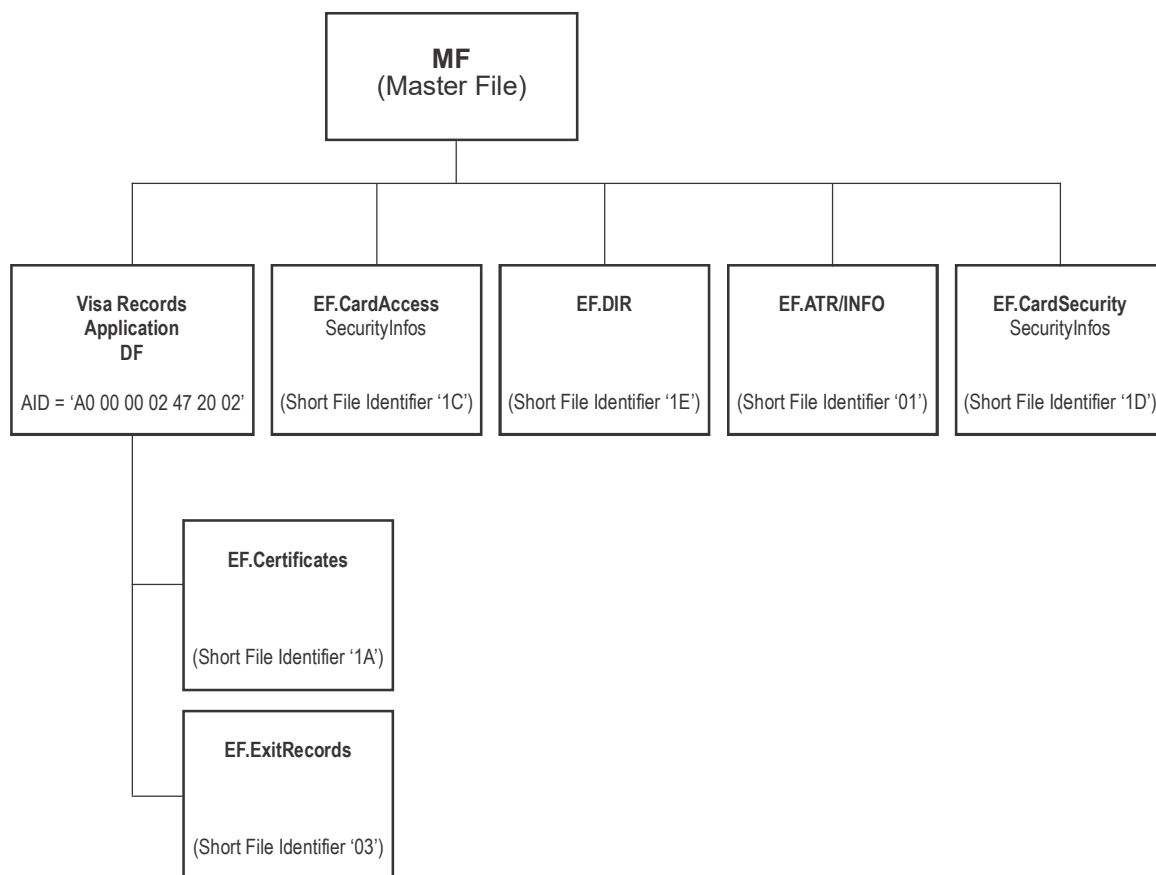 MF
(Master File)
Visa Records
Application
DF
AID = ‘A0 00 00 02 47 20 02’
EF.CardAccess
SecurityInfos
(Short File Identifier ‘1C’)
EF.DIR
(Short File Identifier ‘1E’)
EF.ATR/INFO
(Short File Identifier ‘01’)
EF.CardSecurity
SecurityInfos
(Short File Identifier ‘1D’)
EF.Certificates
(Short File Identifier ‘1A’)
EF.ExitRecords
(Short File Identifier ‘03’)